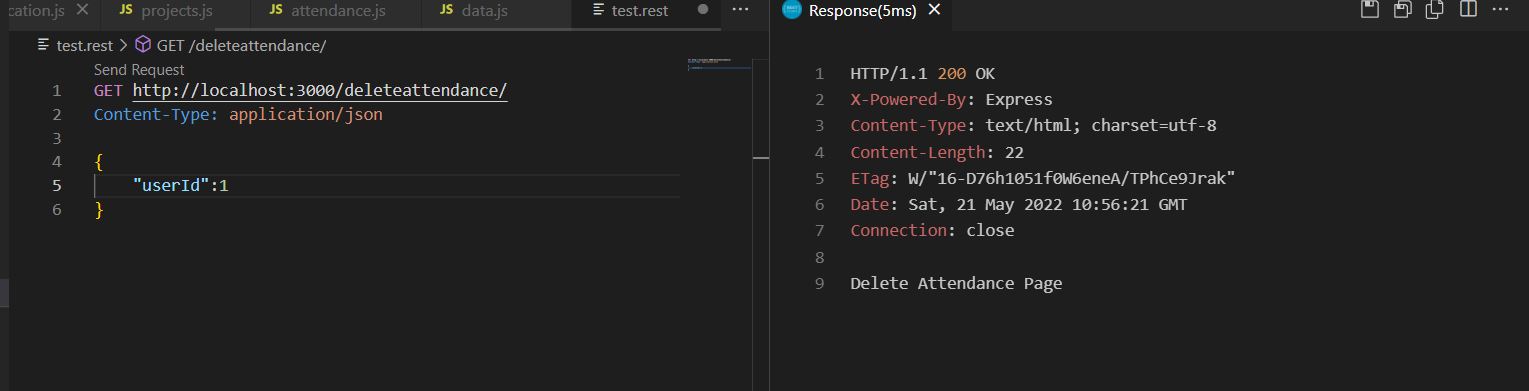 cation.js
JS projects.js
JS attendance.js
JS data.js
test.rest
Response(5ms)
test.rest > GET /deleteattendance/
Send Request
1 GET http://localhost:3000/deleteattendance/
2 Content-Type: application/json
3
4 {
5 "userId":1
6 }
1 HTTP/1.1 200 OK
2 X-Powered-By: Express
3 Content-Type: text/html; charset=utf-8
4 Content-Length: 22
5 ETag: W/"16-D76h1051f0W6eneA/TPhCe9Jrak"
6 Date: Sat, 21 May 2022 10:56:21 GMT
7 Connection: close
8
9 Delete Attendance Page